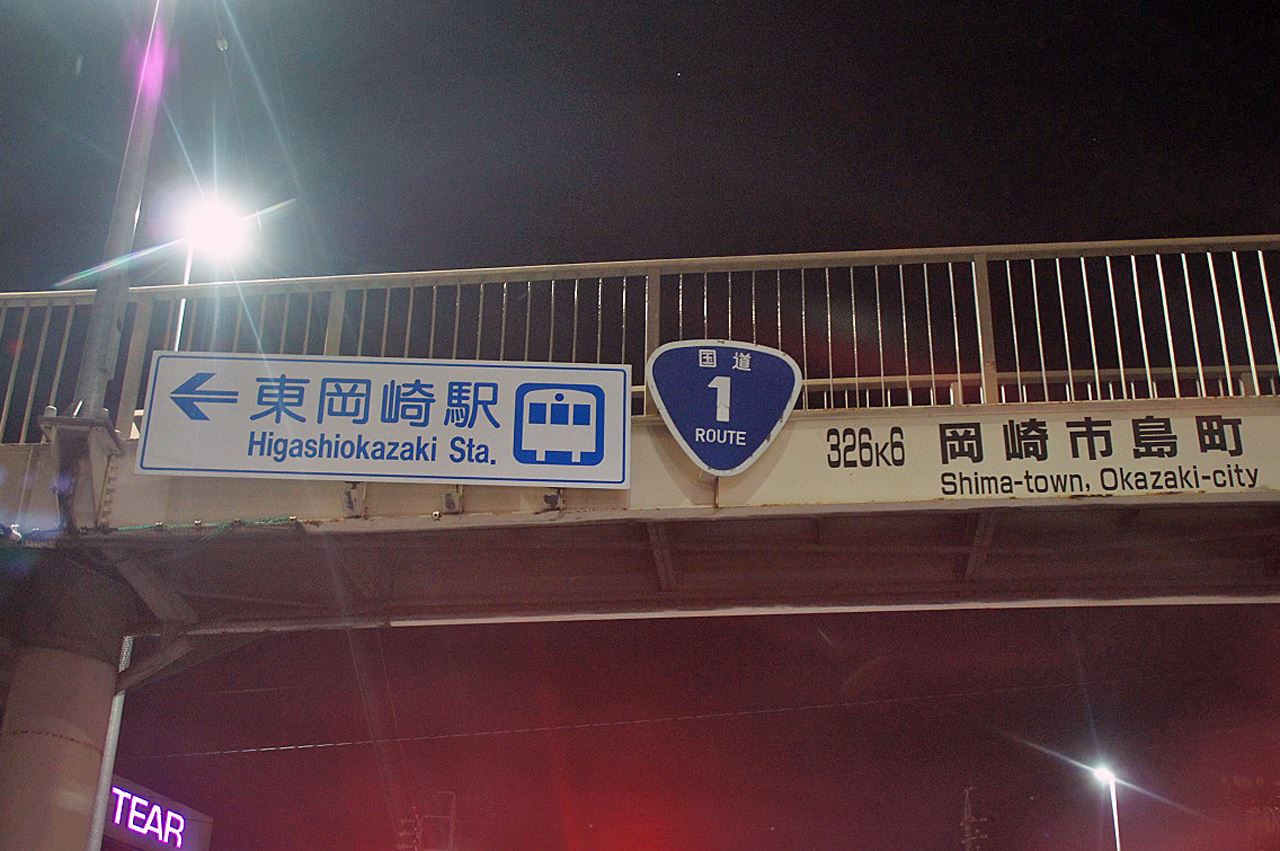 東岡崎駅
Higashiokazaki Sta.
国道
1
ROUTE
326K6
岡崎市島町
Shima-town, Okazaki-city
TEAR